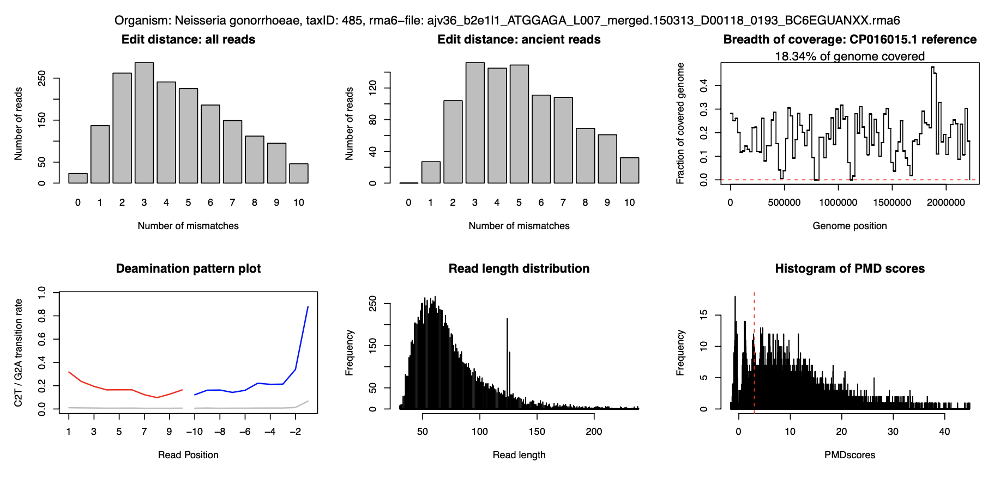 Organism: Neisseria gonorrhoeae, taxID: 485, rma6−file: ajv36_b2e1l1_ATGGAGA_L007_merged.150313_D00118_0193_BC6EGUANXX.rma6
Edit distance: all reads
Number of reads
0 50 150 250
0 1 2 3 4 5 6 7 8 9 10
Number of mismatches
Edit distance: ancient reads
Number of reads
0 40 80 120
0 1 2 3 4 5 6 7 8 9 10
Number of mismatches
Breadth of coverage: CP016015.1 reference
18.34% of genome covered
Fraction of covered genome
0.0 0.1 0.2 0.3 0.4
0 500000 1000000 1500000 2000000
Genome position
Deamination pattern plot
C2T / G2A transition rate
0.0 0.2 0.4 0.6 0.8 1.0
1 3 5 7 9 −10 −8 −6 −4 −2
Read Position
Read length distribution
Frequency
0 50 150 250
50 100 150 200
Read length
Histogram of PMD scores
Frequency
0 5 10 15
0 10 20 30 40
PMDscores